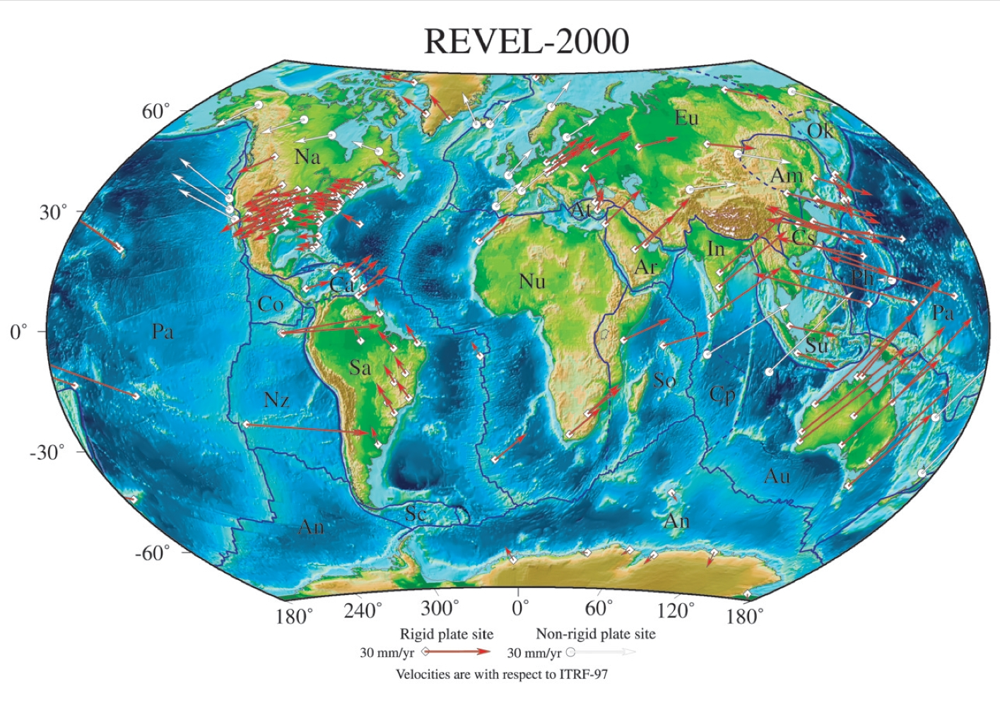 REVEL-2000
60°
Eu
Ok
Na
Am
30°
At
Cs
In
Ar
Nu
Ca
Ph
Co
Pa
0°
Pa
Su
Sa
So
Cp
Nz
-30°
Au
Sc
An
An
-60°
180° 240° 300° 0° 60° 120° 180°
Rigid plate site Non-rigid plate site
30 mm/yr 30 mm/yr
Velocities are with respect to ITRF-97